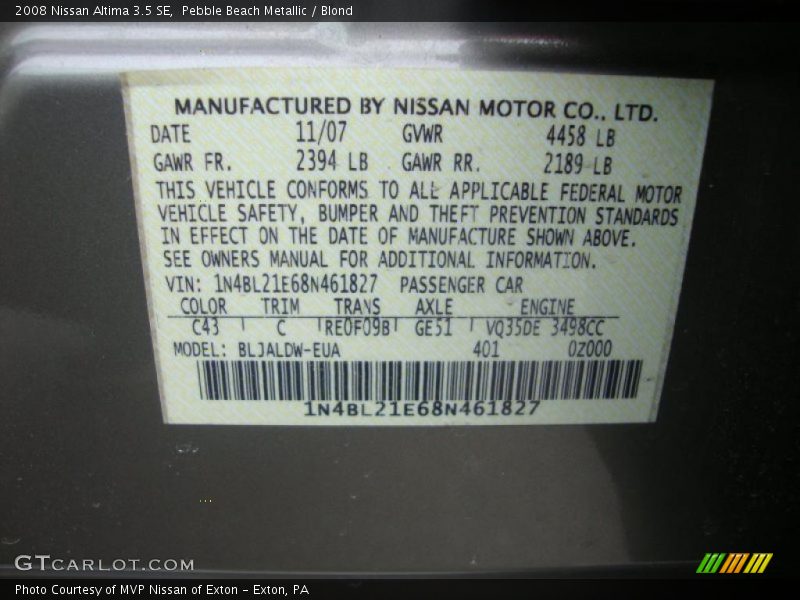 2008 Nissan Altima 3.5 SE, Pebble Beach Metallic / Blond
MANUFACTURED BY NISSAN MOTOR CO., LTD.
DATE 11/07 GVWR 4458 LB
GAWR FR. 2394 LB GAWR RR. 2189 LB
THIS VEHICLE CONFORMS TO ALL APPLICABLE FEDERAL MOTOR
VEHICLE SAFETY, BUMPER AND THEFT PREVENTION STANDARDS
IN EFFECT ON THE DATE OF MANUFACTURE SHOWN ABOVE.
SEE OWNERS MANUAL FOR ADDITIONAL INFORMATION.
VIN: 1N4BL21E68N461827 PASSENGER CAR
COLOR TRIM TRANS AXLE ENGINE
C43 C RE0F09B GE51 VQ35DE 3498CC
MODEL: BLJALDW-EUA 401 0Z000
1N4BL21E68N461827
GTCARLOT.COM
Photo Courtesy of MVP Nissan of Exton - Exton, PA